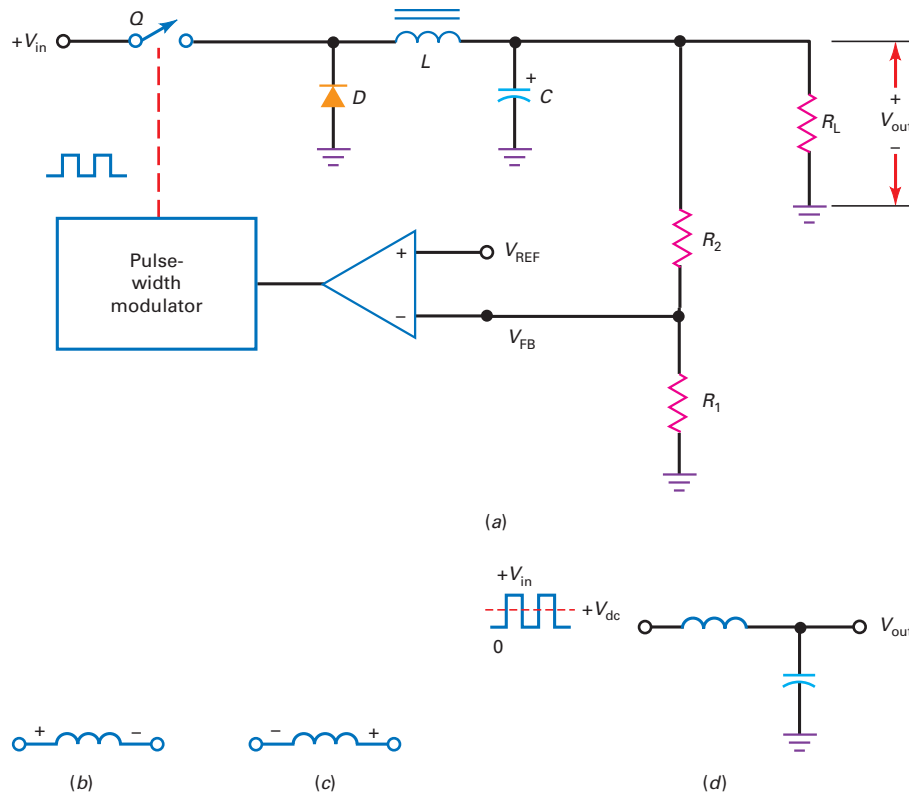 Q
+Vin
L
D
+
C
RL
+
Vout
–
Pulse-
width
modulator
+
VREF
–
VFB
R2
R1
(a)
+Vin
+Vdc
0
Vout
+ –
– +
(b)
(c)
(d)